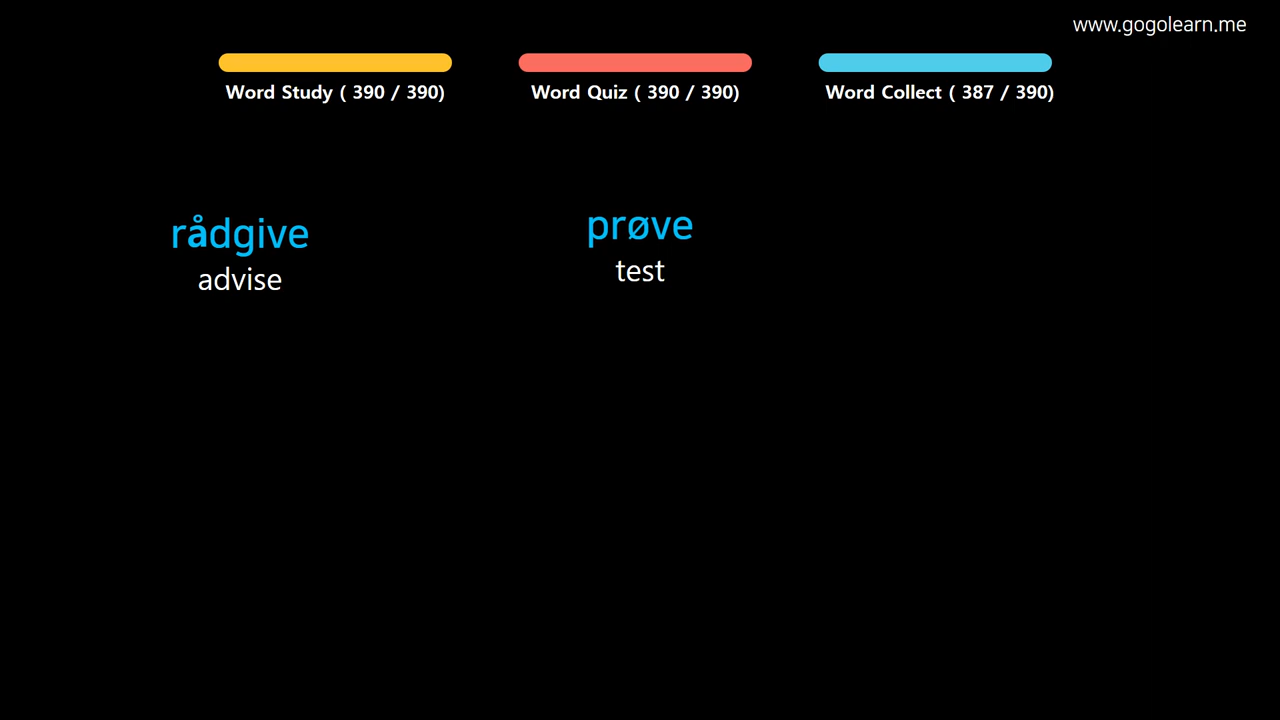 www.gogolearn.me
Word Study ( 390 / 390)
Word Quiz ( 390 / 390)
Word Collect ( 387 / 390)
rådgive
advise
prøve
test